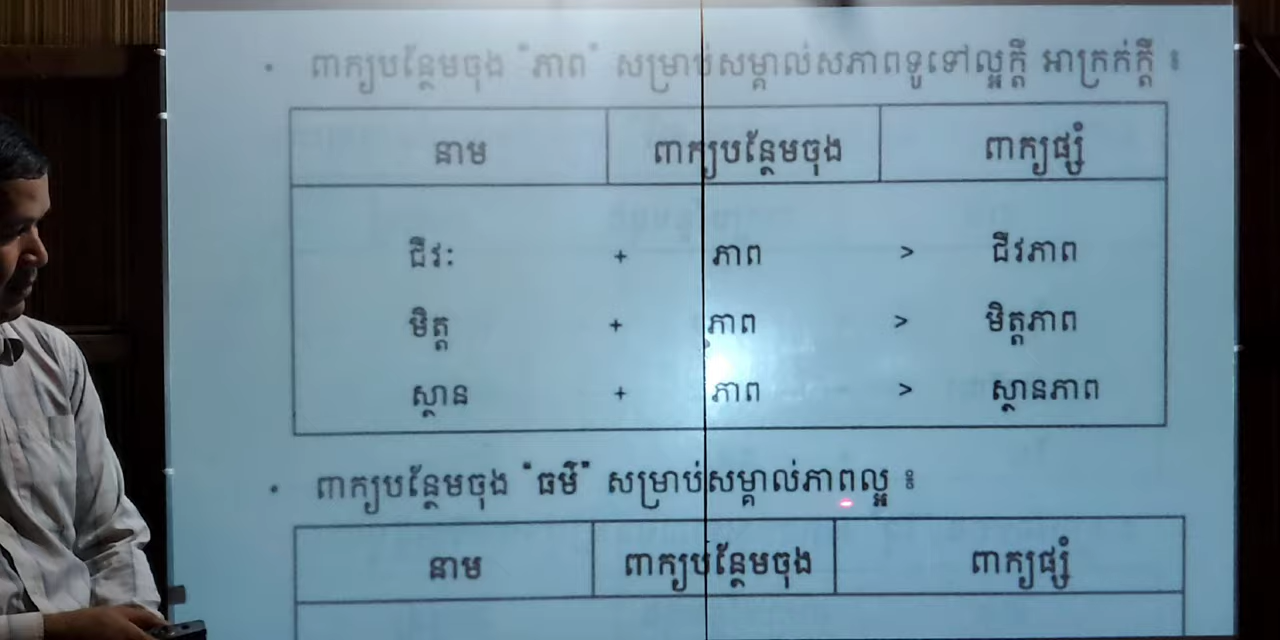 • ពាក្យបន្ថែមចុង "ភាព" សម្រាប់សម្គាល់សភាពទូទៅល្អក្តី អាក្រក់ក្តី ៖
នាម ពាក្យបន្ថែមចុង ពាក្យផ្សំ
ជីវៈ + ភាព > ជីវភាព
មិត្ត + ភាព > មិត្តភាព
ស្ថាន + ភាព > ស្ថានភាព
• ពាក្យបន្ថែមចុង "ធម៌" សម្រាប់សម្គាល់ភាពល្អ ៖
នាម ពាក្យបន្ថែមចុង ពាក្យផ្សំ